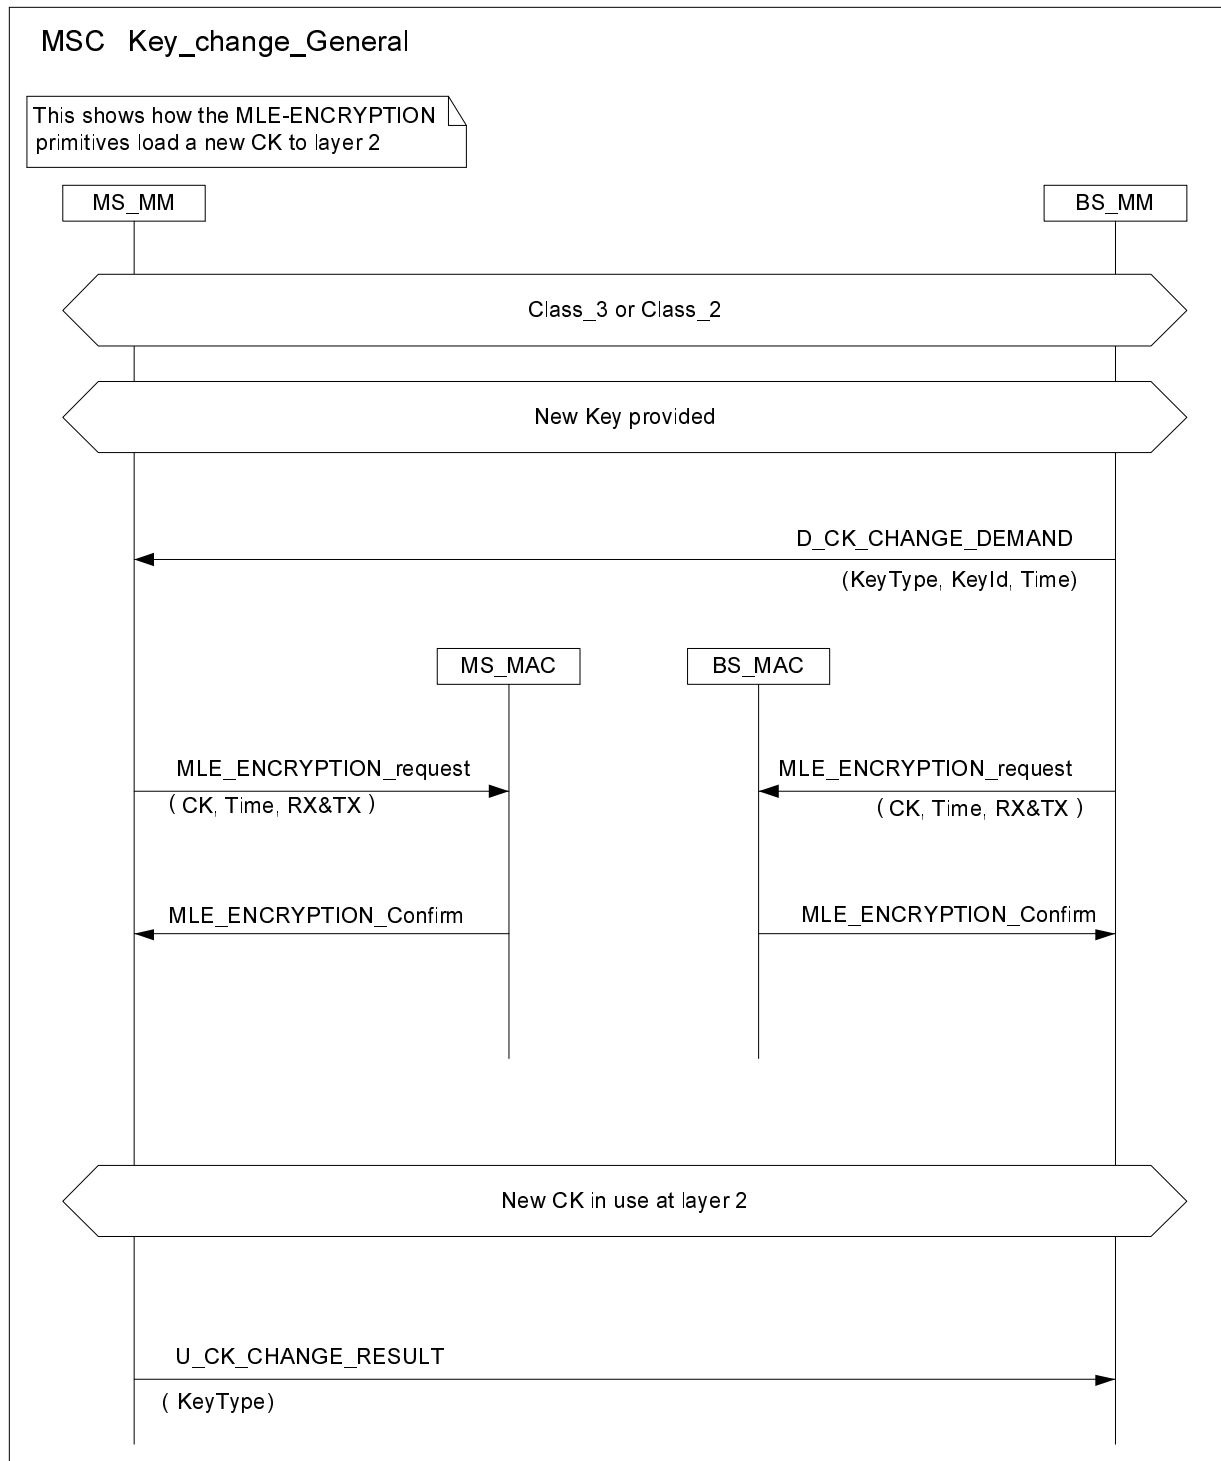 MSC Key_change_General
This shows how the MLE-ENCRYPTION
primitives load a new CK to layer 2
MS_MM
BS_MM
Class_3 or Class_2
New Key provided
D_CK_CHANGE_DEMAND
(KeyType, KeyId, Time)
MS_MAC
BS_MAC
MLE_ENCRYPTION_request
MLE_ENCRYPTION_request
( CK, Time, RX&TX )
( CK, Time, RX&TX )
MLE_ENCRYPTION_Confirm
MLE_ENCRYPTION_Confirm
New CK in use at layer 2
U_CK_CHANGE_RESULT
( KeyType)